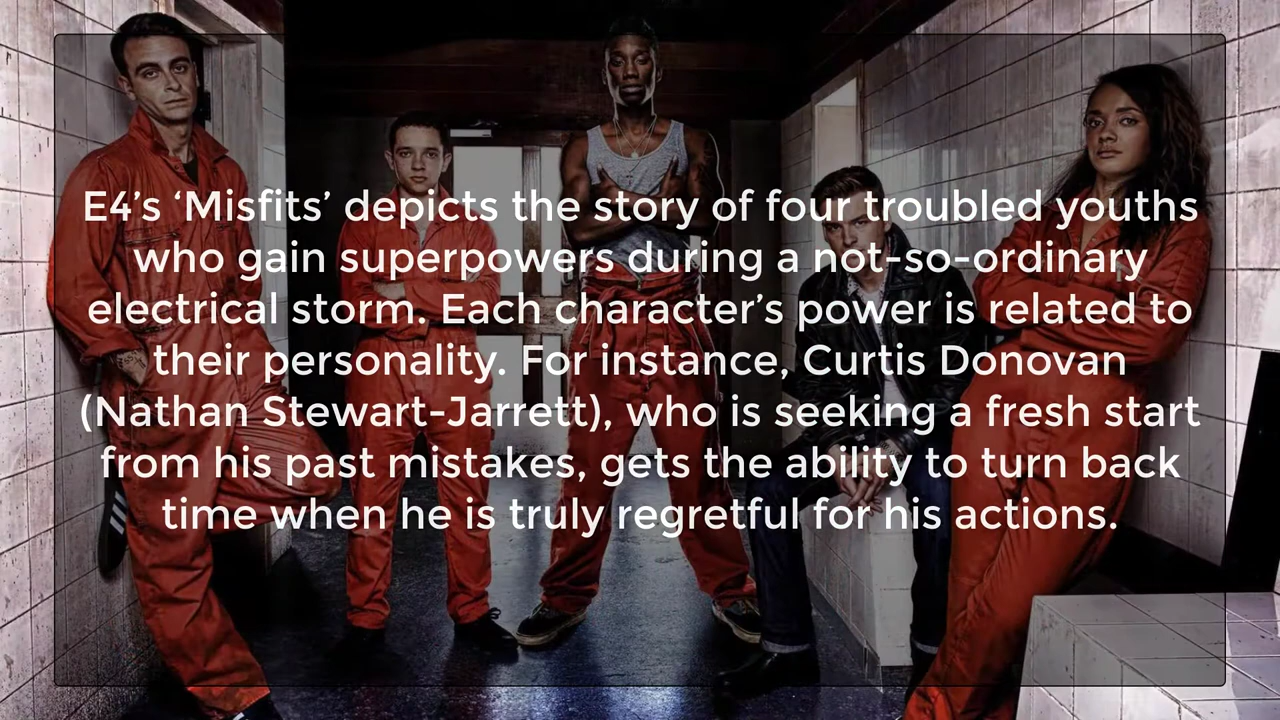 E4’s ‘Misfits’ depicts the story of four troubled youths
who gain superpowers during a not-so-ordinary
electrical storm. Each character’s power is related to
their personality. For instance, Curtis Donovan
(Nathan Stewart-Jarrett), who is seeking a fresh start
from his past mistakes, gets the ability to turn back
time when he is truly regretful for his actions.